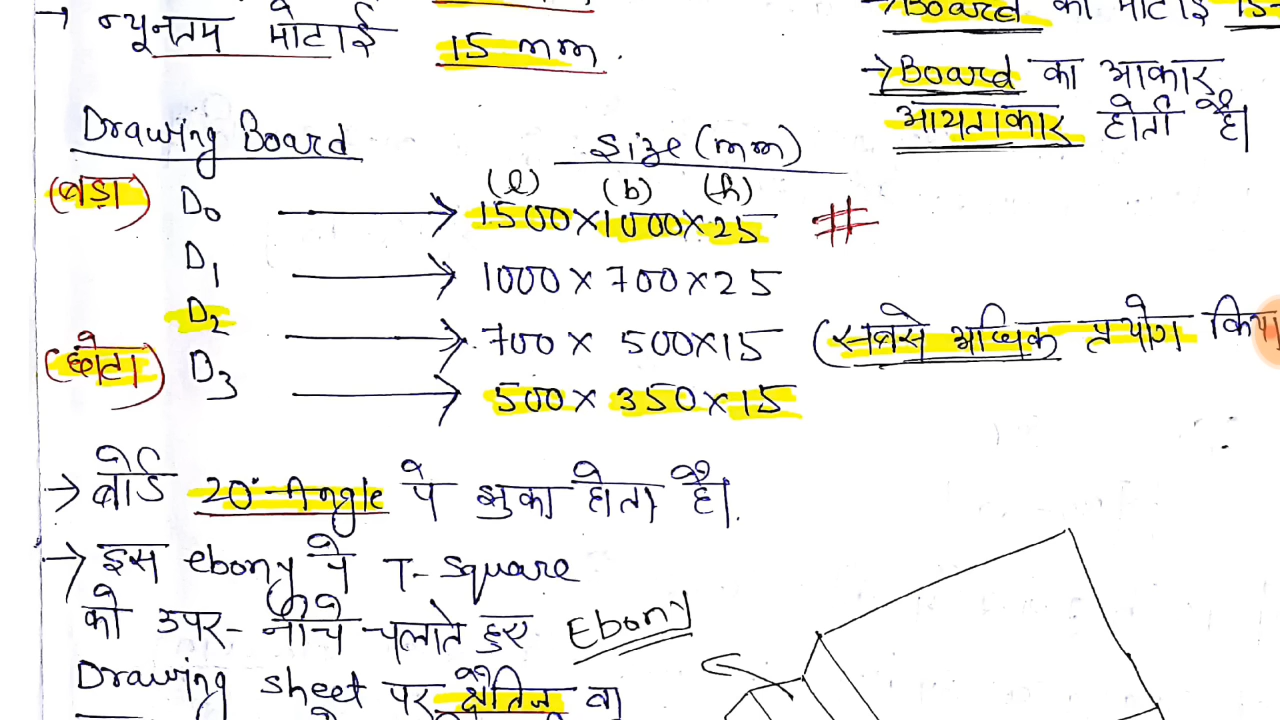 → न्यूनतम मोटाई 15 mm.
→ Board की मोटाई 15-
→ Board का आकार
आयताकार होती है।
Drawing Board Size (mm)
(l) (b) (h)
(बड़ा) D₀ → 1500×1000×25 #
D₁ → 1000×700×25
D₂ → 700×500×15 (सबसे अधिक प्रयोग किया
(छोटा) D₃ → 500×350×15
→ बोर्ड 20° Angle पे झुका होता है।
→ इस ebony पे T-square
को उपर-नीचे चलाते हुए Ebony
Drawing sheet पर क्षैतिज वा